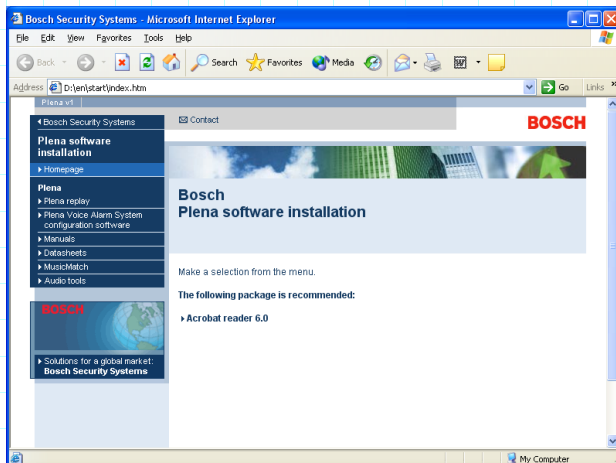 Bosch Security Systems - Microsoft Internet Explorer
File Edit View Favorites Tools Help
Back Search Favorites Media
Address D:\en\start\index.htm Go Links »
Plena v1
Bosch Security Systems
Contact
BOSCH
Plena software
installation
Homepage
Plena
Plena replay
Plena Voice Alarm System
configuration software
Manuals
Datasheets
MusicMatch
Audio tools
BOSCH
Solutions for a global market:
Bosch Security Systems
Bosch
Plena software installation
Make a selection from the menu.
The following package is recommended:
Acrobat reader 6.0
My Computer